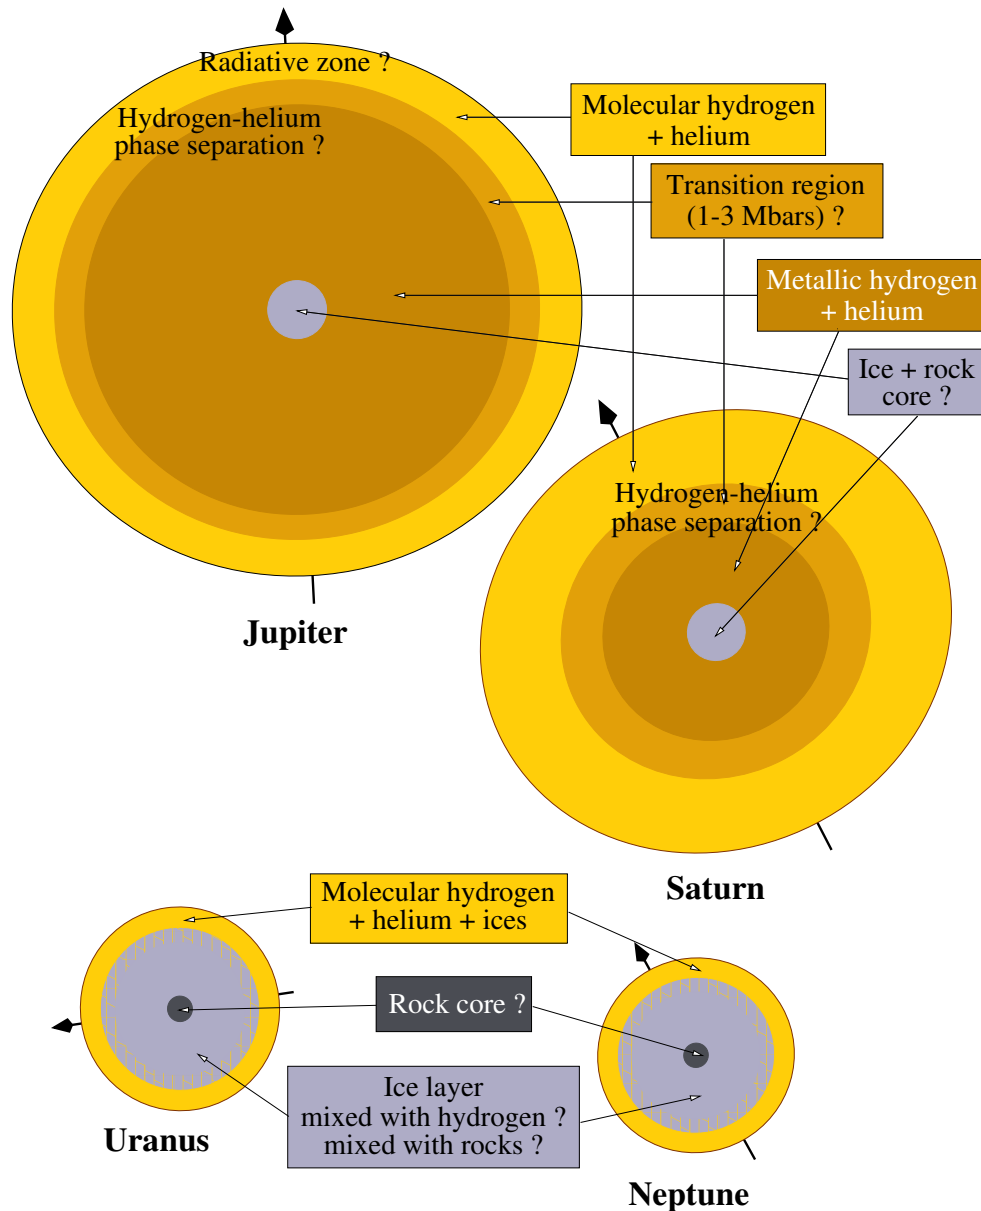 Radiative zone ?
Hydrogen-helium
phase separation ?
Molecular hydrogen
+ helium
Transition region
(1-3 Mbars) ?
Metallic hydrogen
+ helium
Ice + rock
core ?
Jupiter
Hydrogen-helium
phase separation ?
Saturn
Molecular hydrogen
+ helium + ices
Rock core ?
Ice layer
mixed with hydrogen ?
mixed with rocks ?
Uranus
Neptune